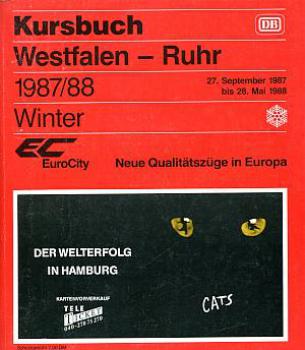 Kursbuch
DB
Westfalen – Ruhr
1987/88
27. September 1987
bis 28. Mai 1988
Winter
EC
EuroCity
Neue Qualitätszüge in Europa
DER WELTERFOLG
IN HAMBURG
KARTENVORVERKAUF
TELE
TICKET
CATS